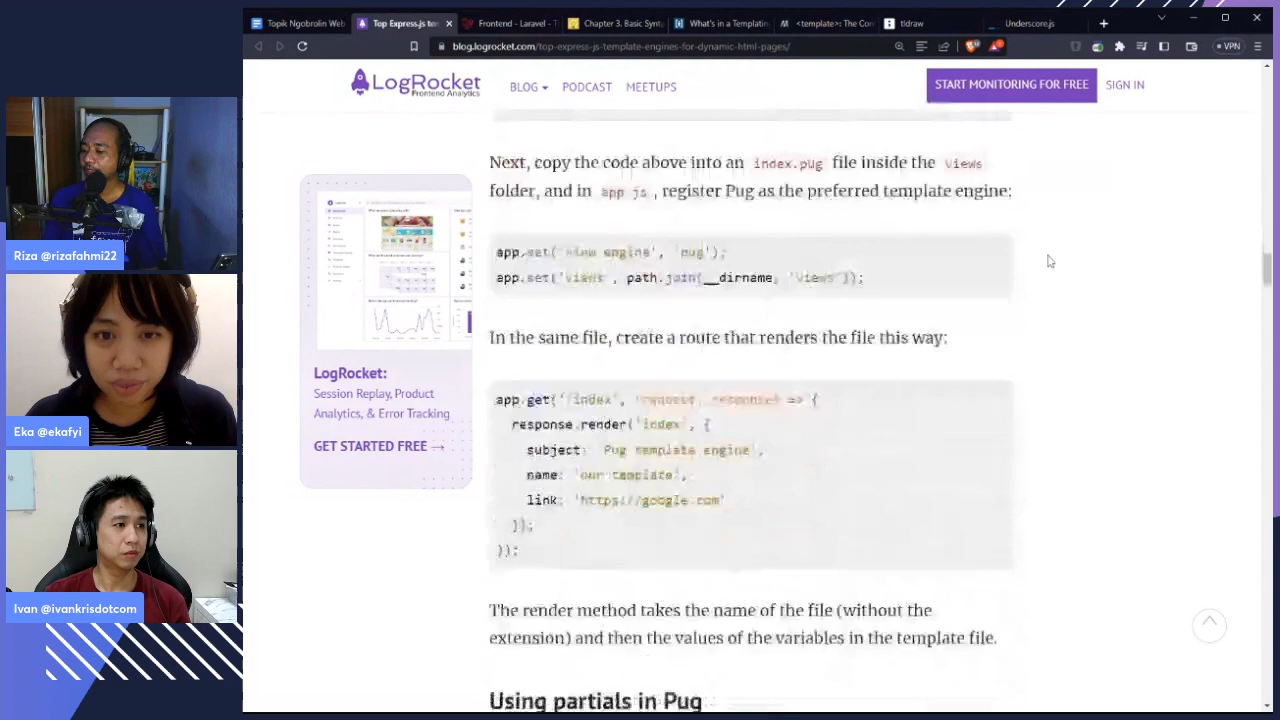 Topik Ngobrolin Web
Top Express.js tem
Frontend - Laravel - T
Chapter 3. Basic Synt
What's in a Templatin
<template>: The Con
tldraw
Underscore.js
blog.logrocket.com/top-express-js-template-engines-for-dynamic-html-pages/
VPN
LogRocket
Frontend Analytics
BLOG
PODCAST
MEETUPS
START MONITORING FOR FREE
SIGN IN
Next, copy the code above into an index.pug file inside the views
folder, and in app.js, register Pug as the preferred template engine:
app.set('view engine', 'pug');
app.set('views', path.join(__dirname, 'views'));
In the same file, create a route that renders the file this way:
app.get('/index', (request, response) => {
response.render('index', {
subject: 'Pug template engine',
name: 'our template',
link: 'https://google.com'
});
});
The render method takes the name of the file (without the
extension) and then the values of the variables in the template file.
Using partials in Pug
LogRocket:
Session Replay, Product
Analytics, & Error Tracking
GET STARTED FREE →
Riza @rizafahmi22
Eka @ekafyi
Ivan @ivankrisdotcom